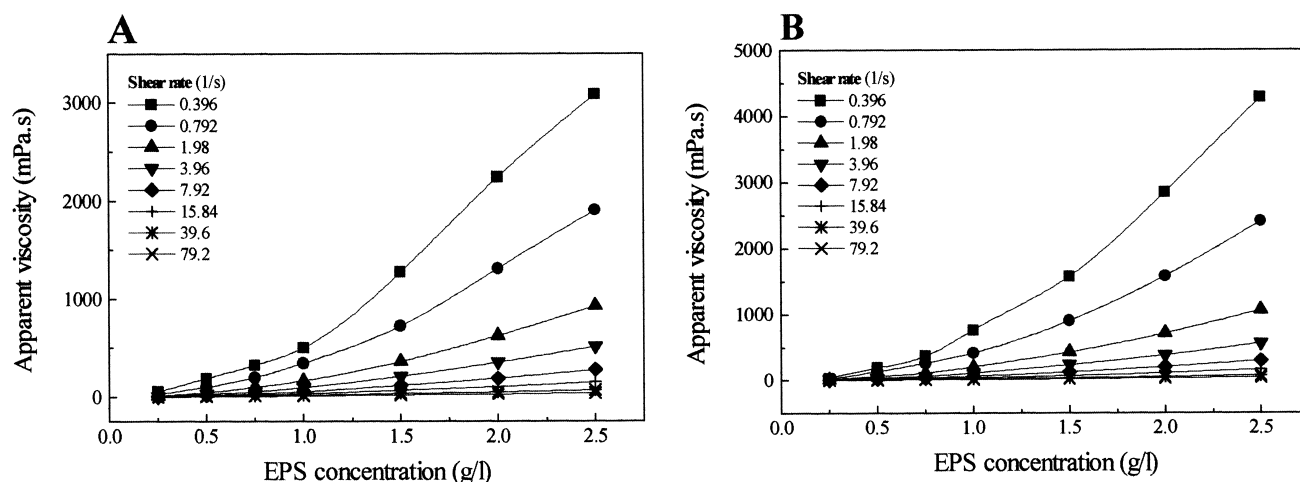 A
Shear rate (1/s)
0.396
0.792
1.98
3.96
7.92
15.84
39.6
79.2
3000
2000
1000
0
Apparent viscosity (mPa.s)
0.0 0.5 1.0 1.5 2.0 2.5
EPS concentration (g/l)
B
Shear rate (1/s)
0.396
0.792
1.98
3.96
7.92
15.84
39.6
79.2
5000
4000
3000
2000
1000
0
Apparent viscosity (mPa.s)
0.0 0.5 1.0 1.5 2.0 2.5
EPS concentration (g/l)